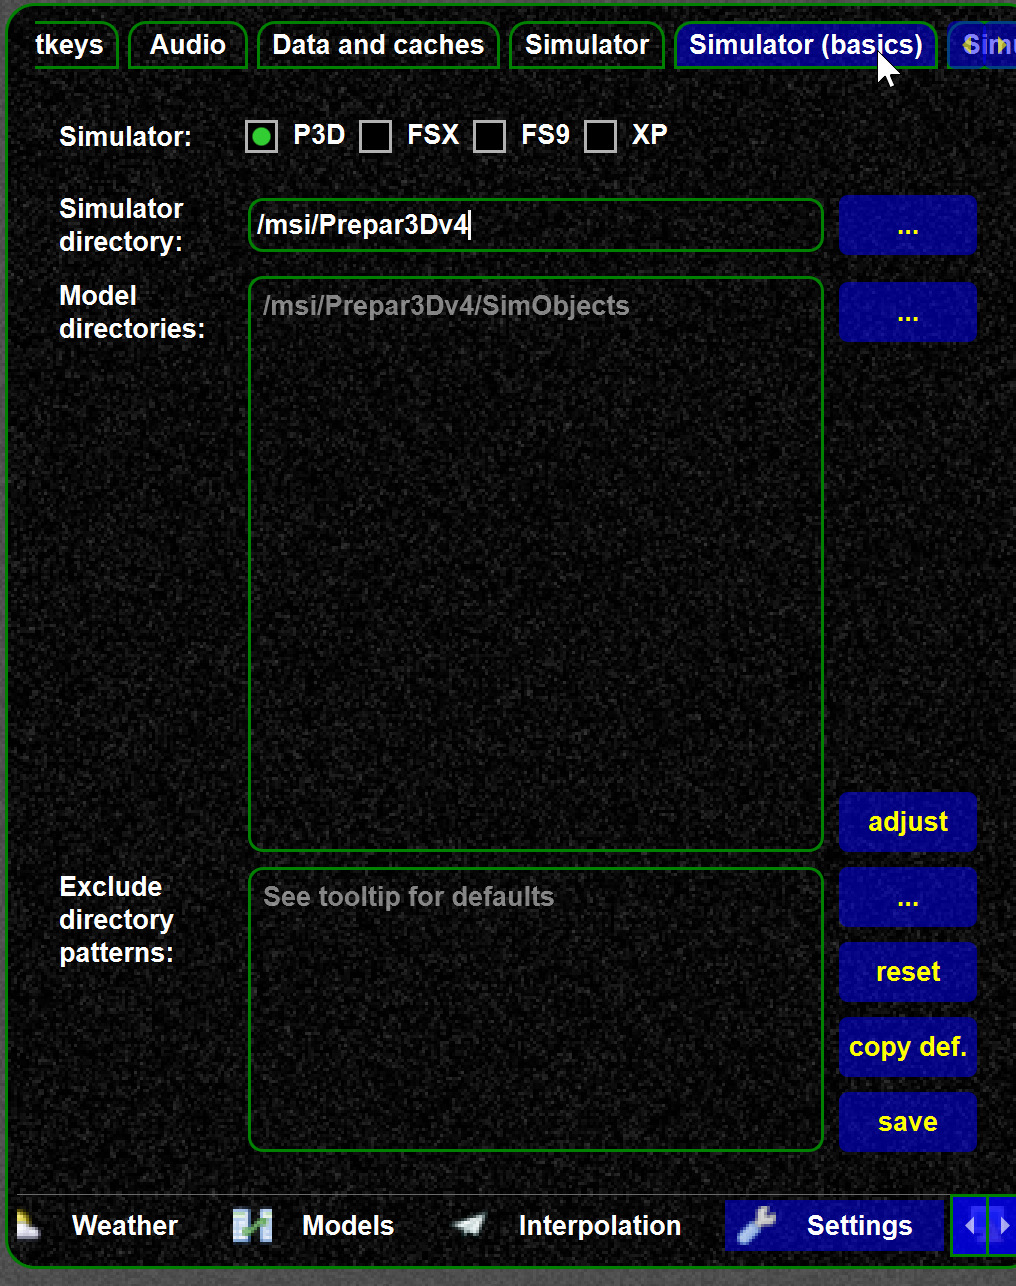 tkeys Audio Data and caches Simulator Simulator (basics) Simu
Simulator: P3D FSX FS9 XP
Simulator
directory:
/msi/Prepar3Dv4
...
Model
directories:
/msi/Prepar3Dv4/SimObjects
...
adjust
Exclude
directory
patterns:
See tooltip for defaults
...
reset
copy def.
save
Weather Models Interpolation Settings